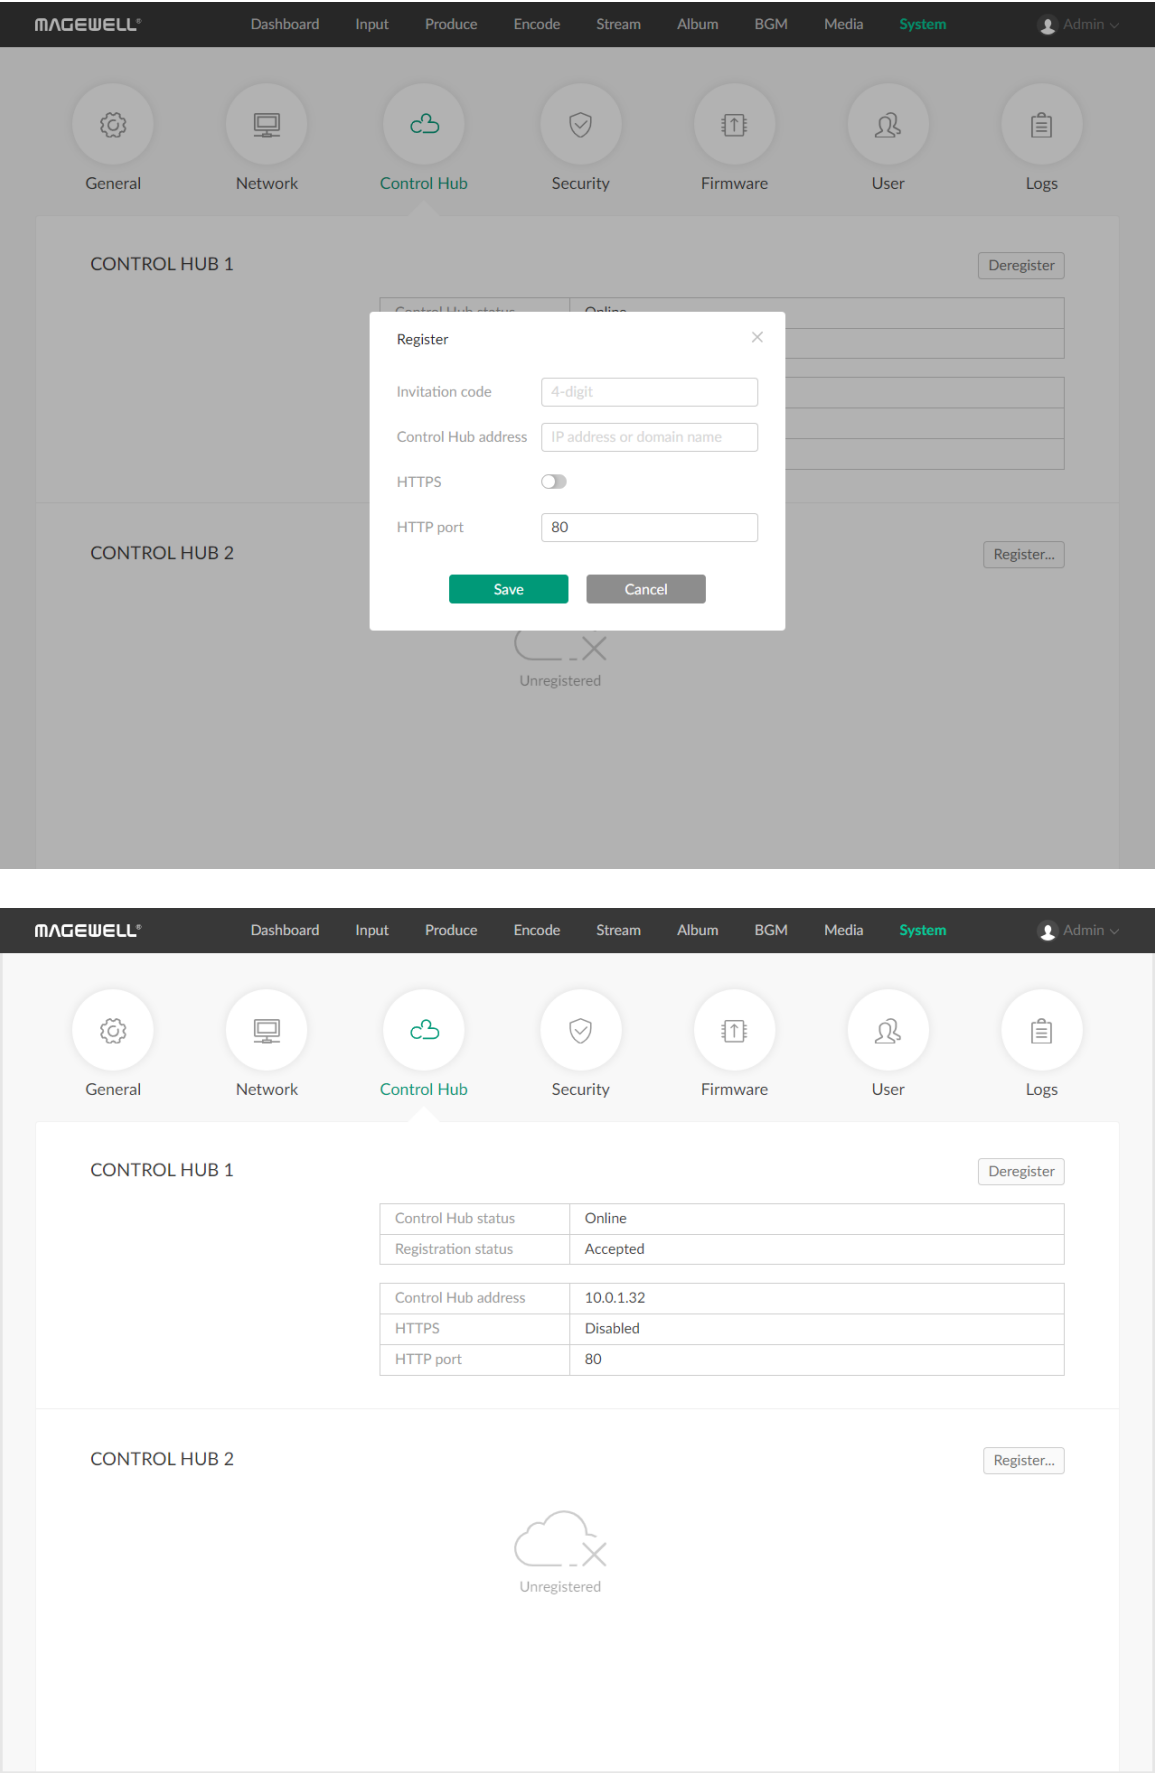 MAGEWELL® Dashboard Input Produce Encode Stream Album BGM Media System Admin
General Network Control Hub Security Firmware User Logs
CONTROL HUB 1 Deregister
Control Hub status Online
Register
Invitation code 4-digit
Control Hub address IP address or domain name
HTTPS
HTTP port 80
CONTROL HUB 2 Register...
Save Cancel
Unregistered
MAGEWELL® Dashboard Input Produce Encode Stream Album BGM Media System Admin
General Network Control Hub Security Firmware User Logs
CONTROL HUB 1 Deregister
Control Hub status Online
Registration status Accepted
Control Hub address 10.0.1.32
HTTPS Disabled
HTTP port 80
CONTROL HUB 2 Register...
Unregistered